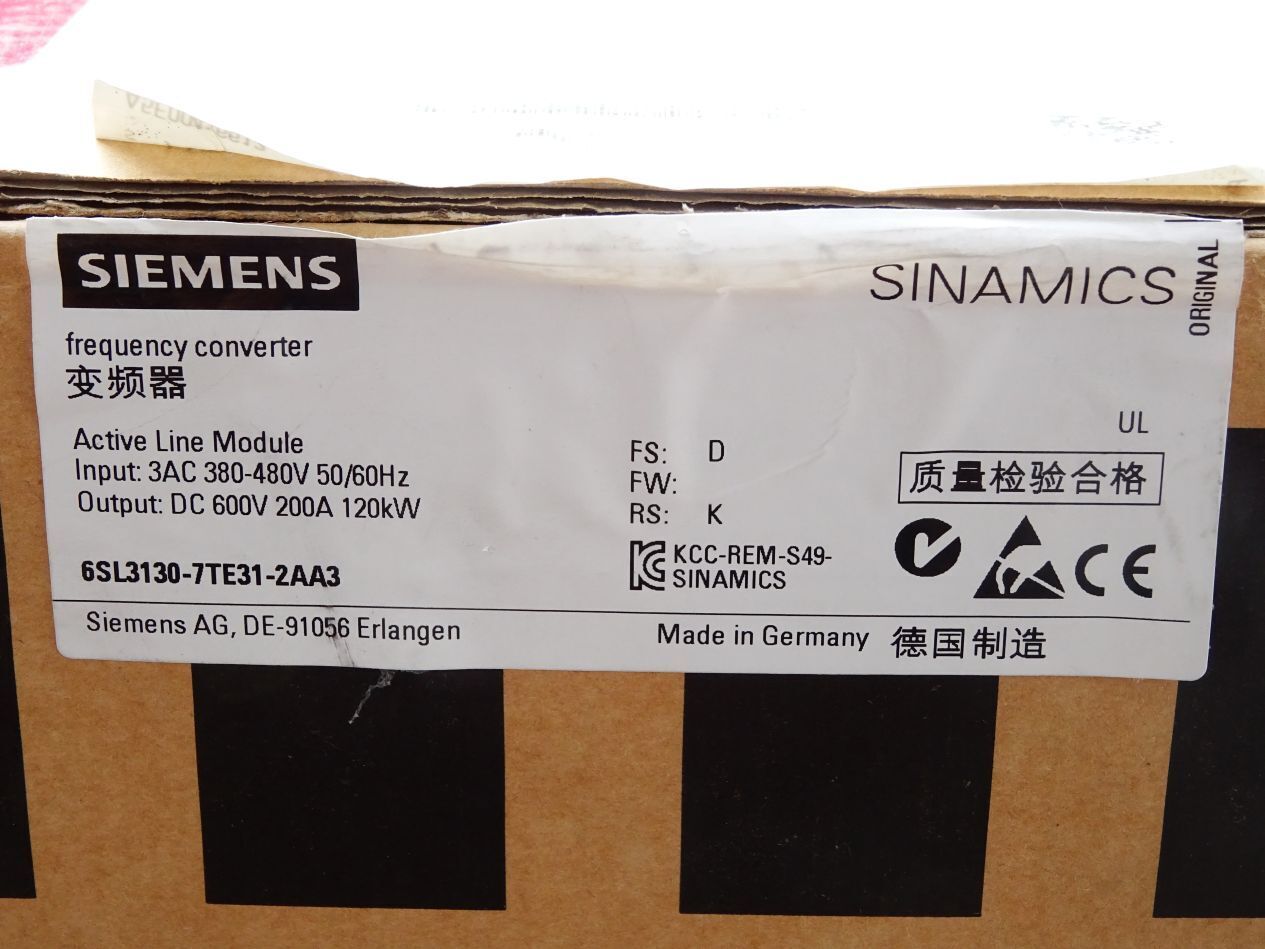 SIEMENS
SINAMICS
ORIGINAL
frequency converter
变频器
Active Line Module
Input: 3AC 380-480V 50/60Hz
Output: DC 600V 200A 120kW
6SL3130-7TE31-2AA3
FS: D
FW:
RS: K
KCC-REM-S49-
SINAMICS
UL
质量检验合格
CE
Siemens AG, DE-91056 Erlangen
Made in Germany 德国制造